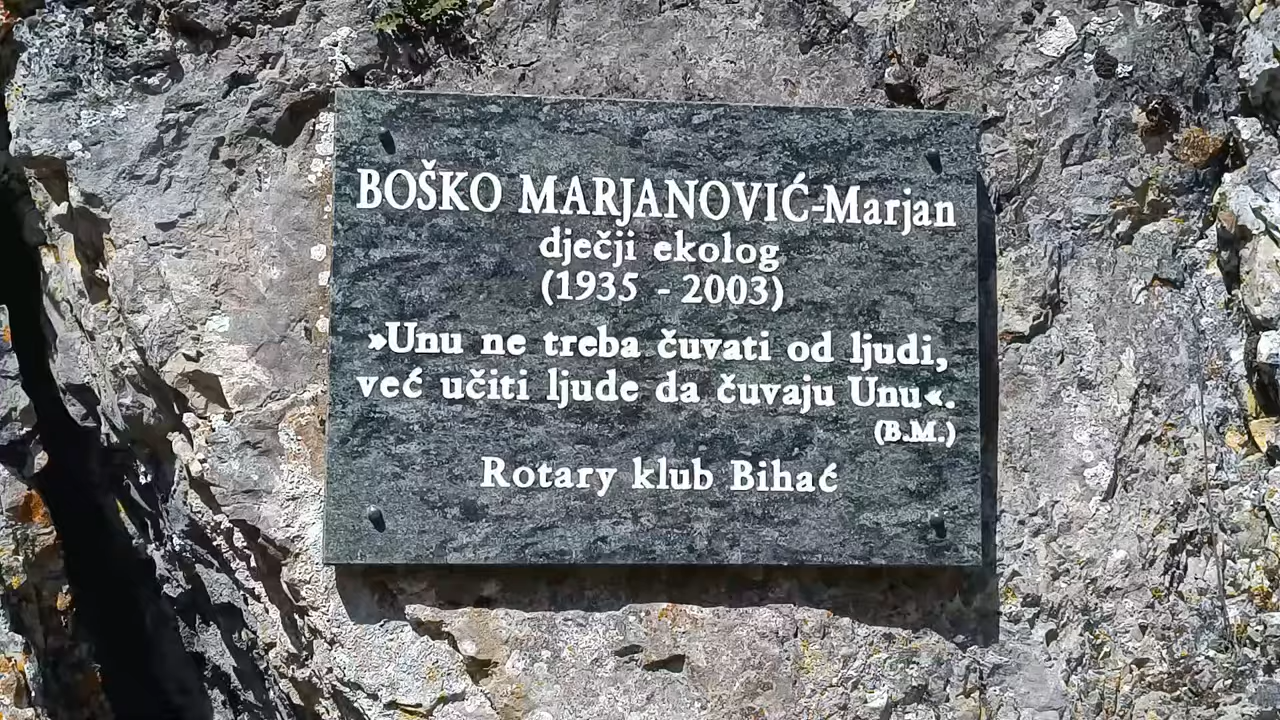 BOŠKO MARJANOVIĆ-Marjan
dječji ekolog
(1935 - 2003)
»Unu ne treba čuvati od ljudi,
već učiti ljude da čuvaju Unu«.
(B.M.)
Rotary klub Bihać